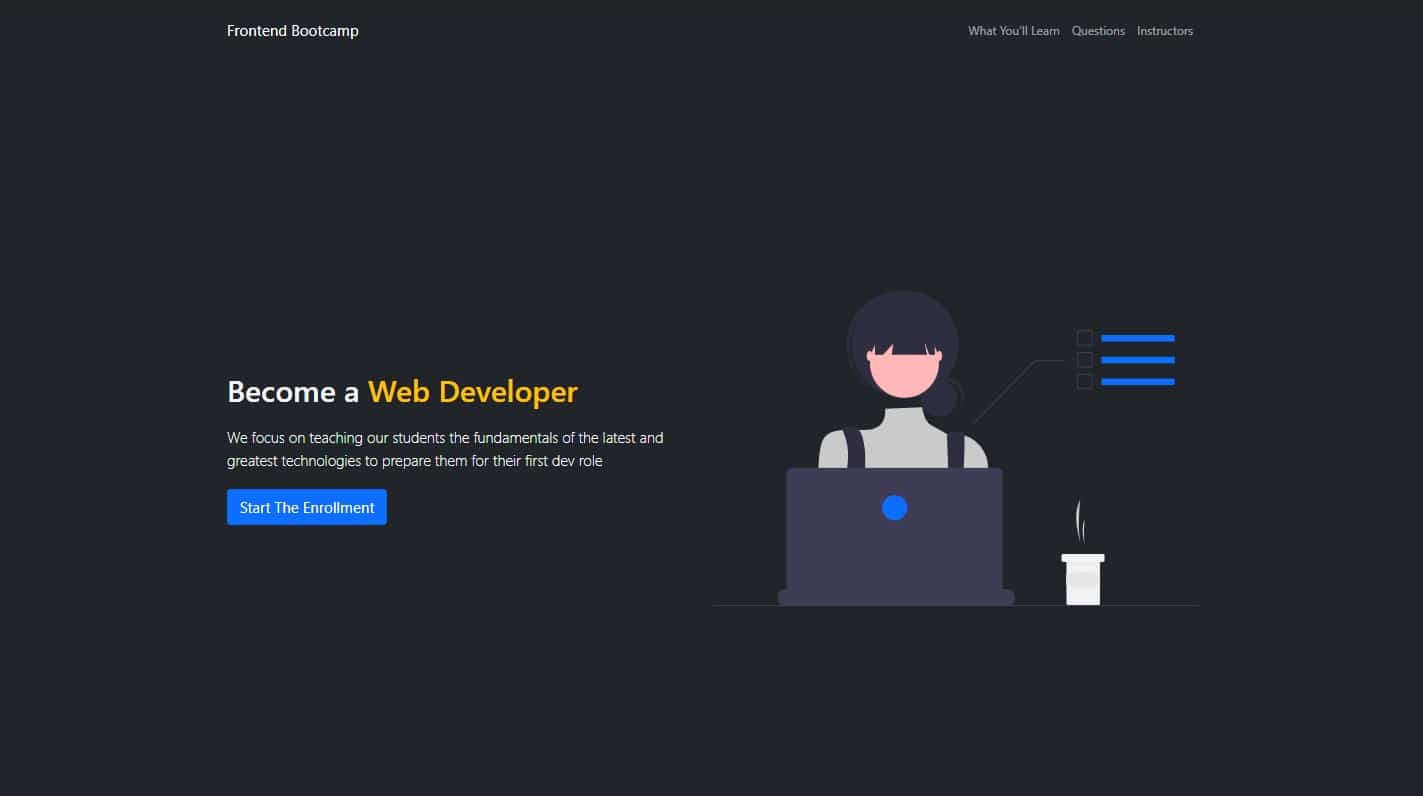 Frontend Bootcamp
What You'll Learn Questions Instructors
Become a Web Developer
We focus on teaching our students the fundamentals of the latest and
greatest technologies to prepare them for their first dev role
Start The Enrollment